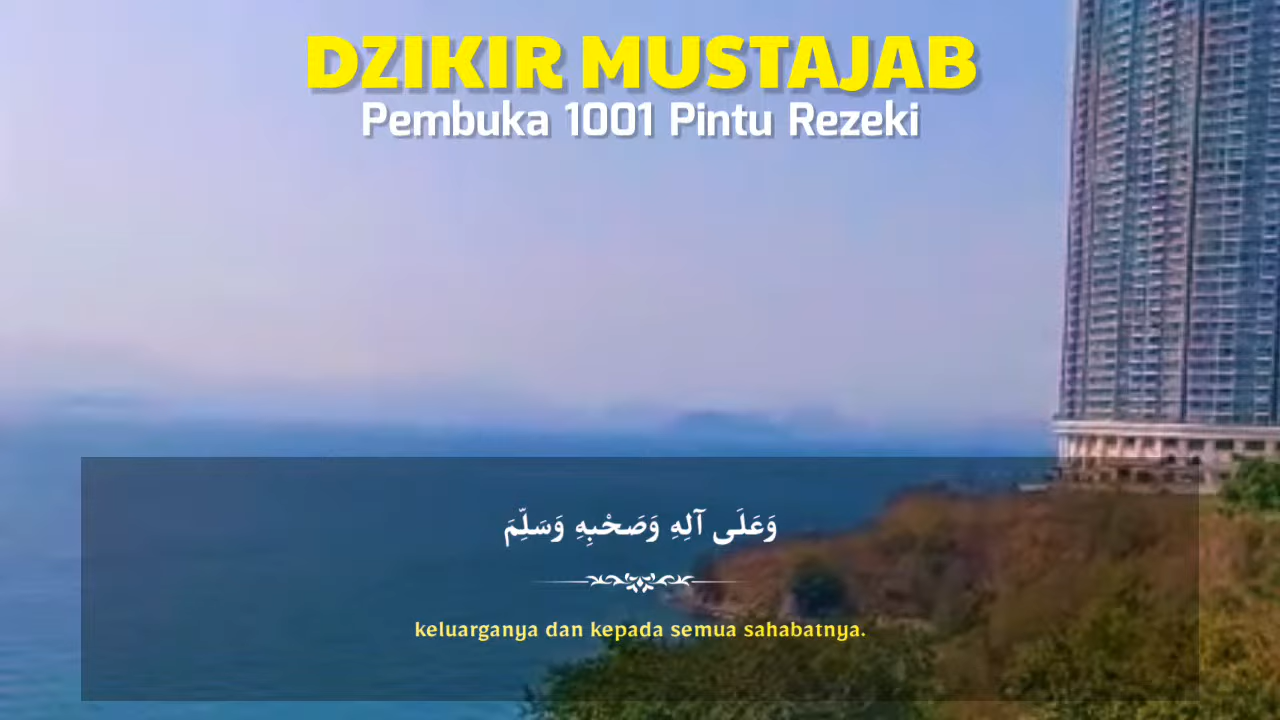 DZIKIR MUSTAJAB
Pembuka 1001 Pintu Rezeki
وَعَلَى آلِهِ وَصَحْبِهِ وَسَلِّمَ
keluarganya dan kepada semua sahabatnya.